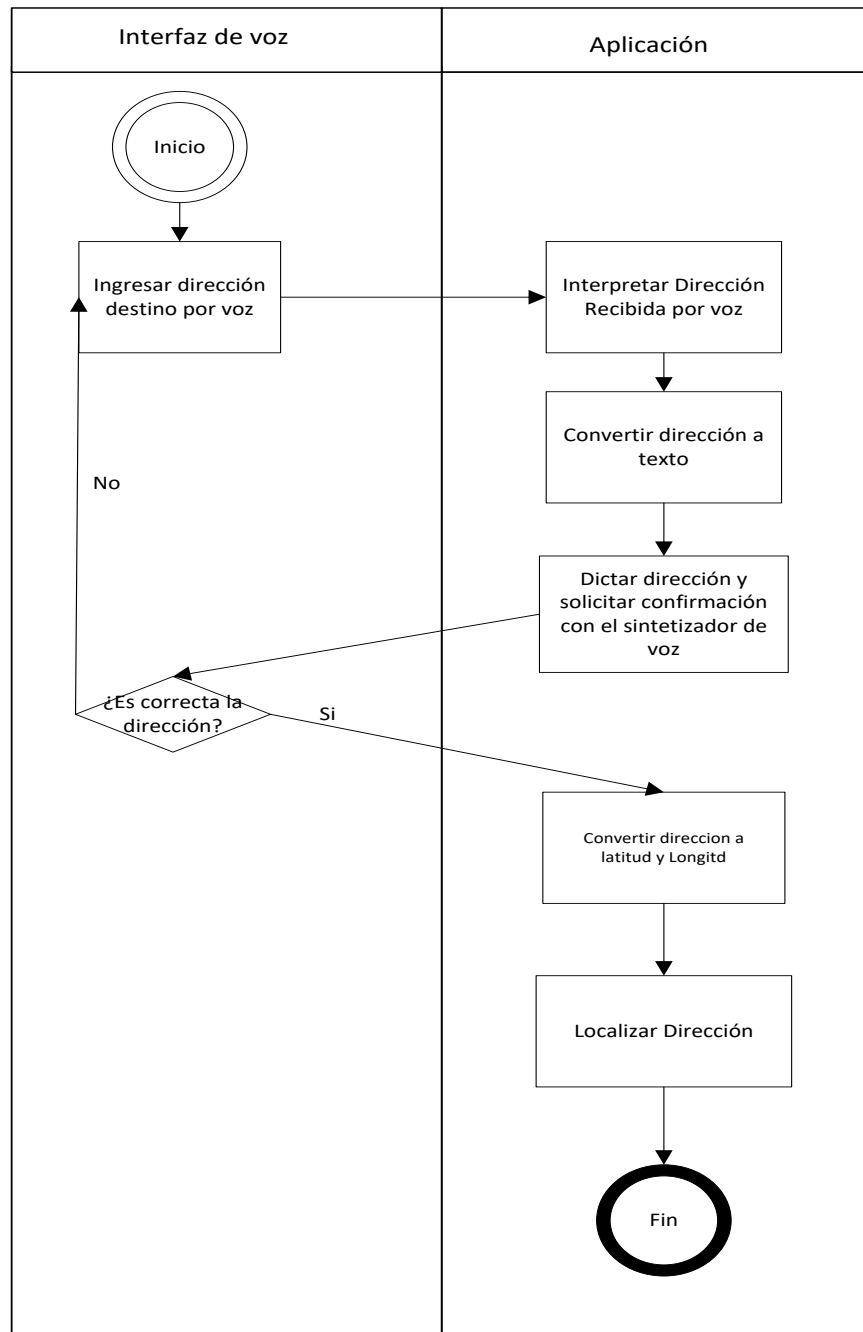 Interfaz de voz
Aplicación
Inicio
Ingresar dirección
destino por voz
Interpretar Dirección
Recibida por voz
Convertir dirección a
texto
No
Dictar dirección y
solicitar confirmación
con el sintetizador de
voz
¿Es correcta la
dirección?
Si
Convertir direccion a
latitud y Longitd
Localizar Dirección
Fin